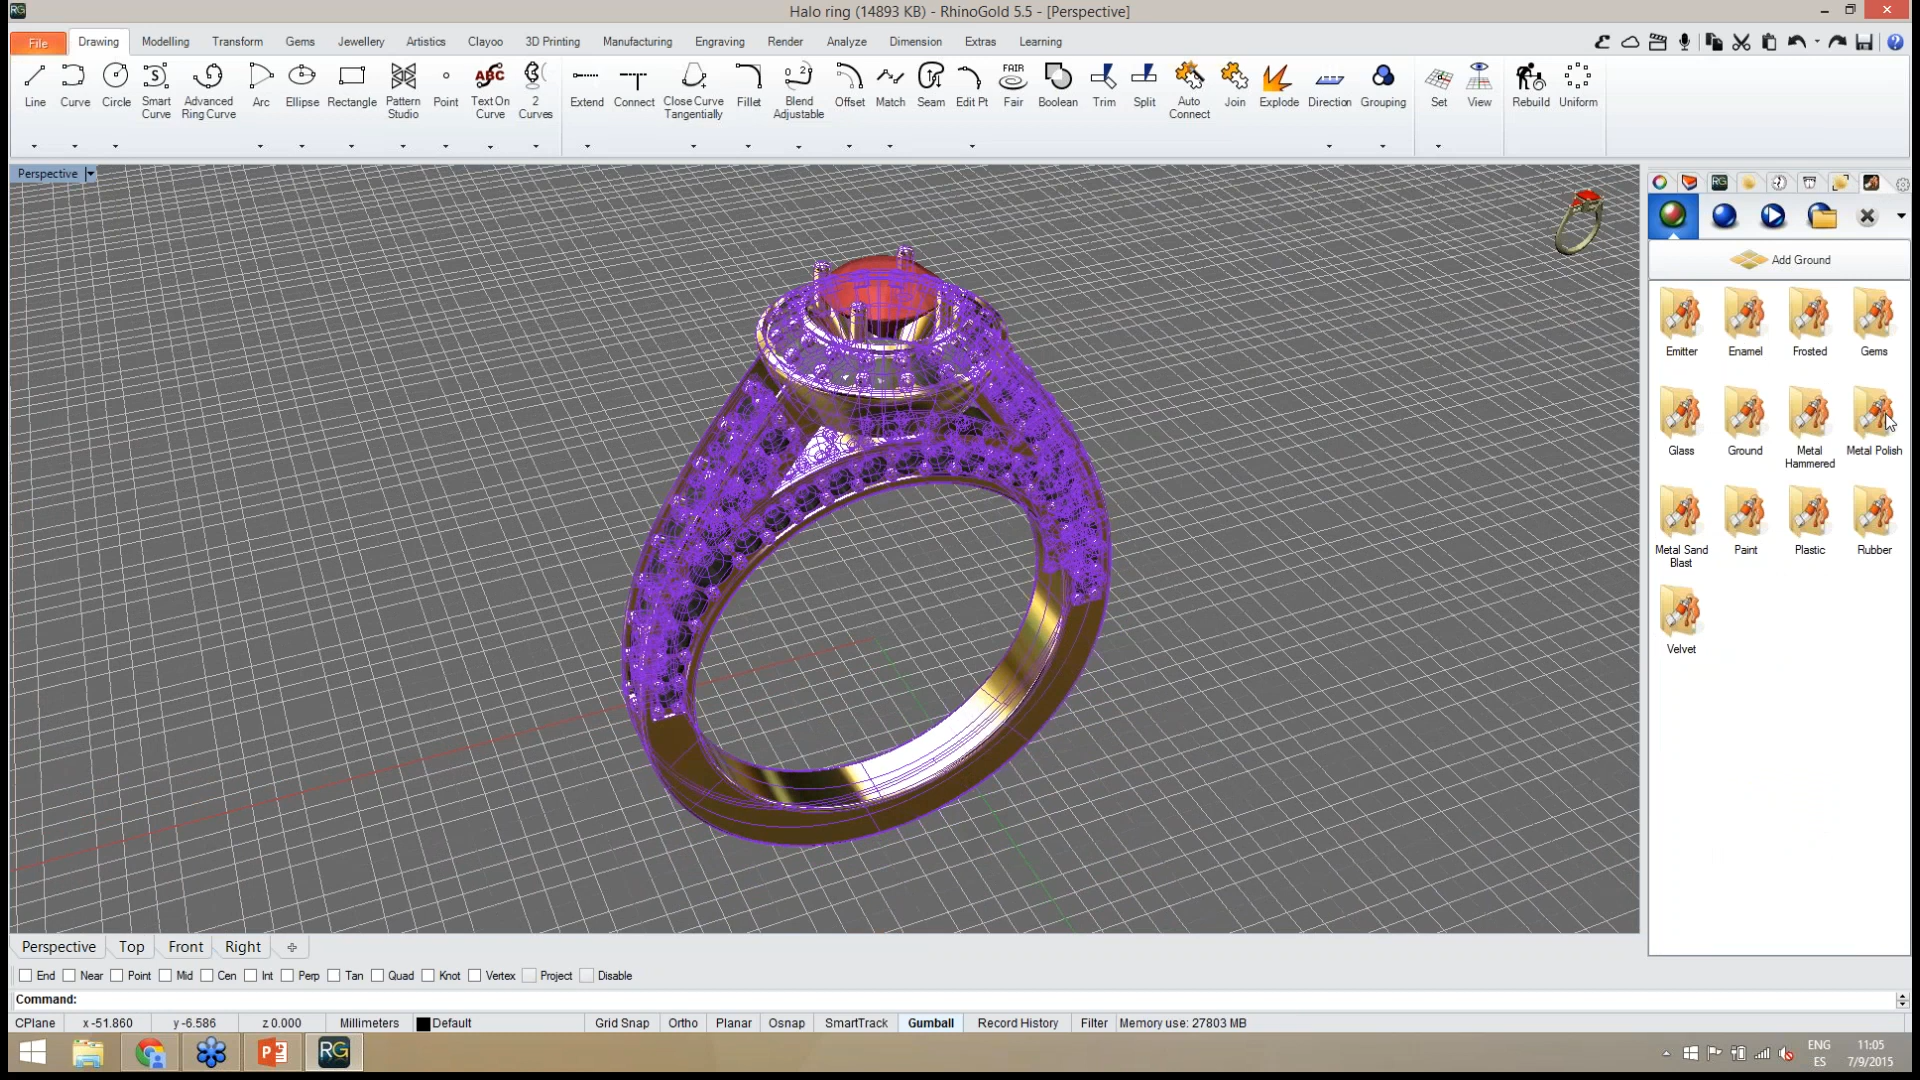 RG
Halo ring (14893 KB) - RhinoGold 5.5 - [Perspective]
File Drawing Modelling Transform Gems Jewellery Artistics Clayoo 3D Printing Manufacturing Engraving Render Analyze Dimension Extras Learning
Line Curve Circle Smart Curve Advanced Ring Curve Arc Ellipse Rectangle Pattern Studio Point ABC Text On Curve 2 Curves Extend Connect Close Curve Tangentially Fillet Blend Adjustable Offset Match Seam Edit Pt FAIR Fair Boolean Trim Split Auto Connect Join Explode Direction Grouping Set View Rebuild Uniform
Perspective
RG
Add Ground
Emitter Enamel Frosted Gems
Glass Ground Metal Hammered Metal Polish
Metal Sand Blast Paint Plastic Rubber
Velvet
Perspective Top Front Right
End Near Point Mid Cen Int Perp Tan Quad Knot Vertex Project Disable
Command:
CPlane x -51.860 y -6.586 z 0.000 Millimeters Default Grid Snap Ortho Planar Osnap SmartTrack Gumball Record History Filter Memory use: 27803 MB
RG
ENG 11:05
ES 7/9/2015